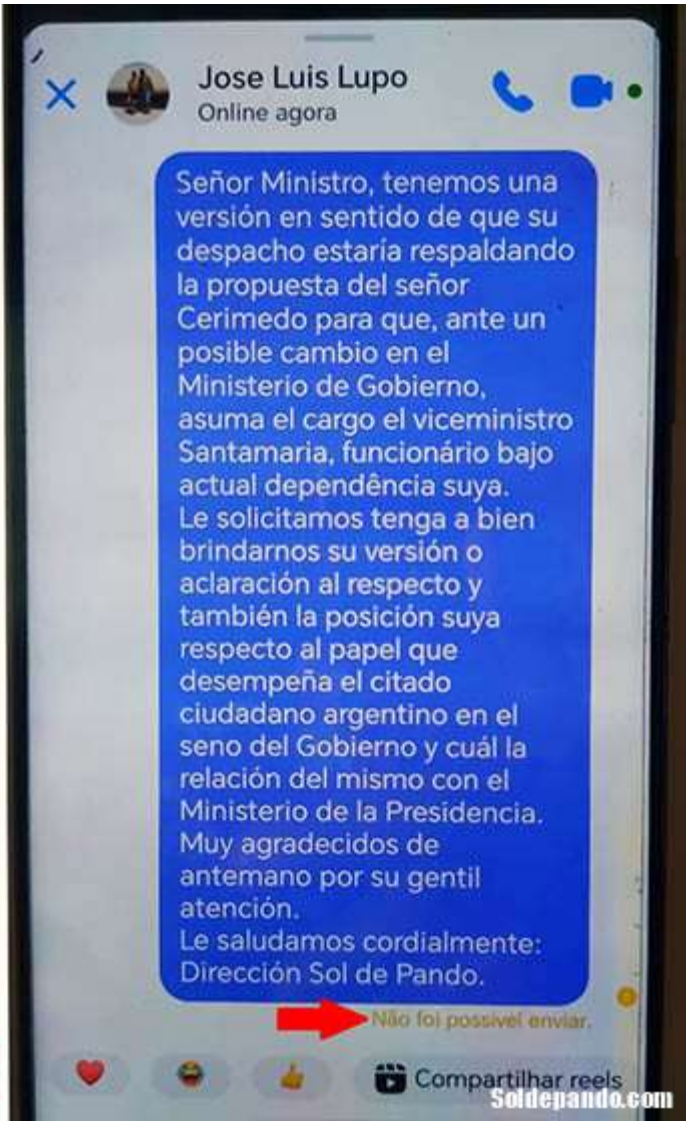 Jose Luis Lupo
Online agora
Señor Ministro, tenemos una
versión en sentido de que su
despacho estaría respaldando
la propuesta del señor
Cerimedo para que, ante un
posible cambio en el
Ministerio de Gobierno,
asuma el cargo el viceministro
Santamaria, funcionário bajo
actual dependência suya.
Le solicitamos tenga a bien
brindarnos su versión o
aclaración al respecto y
también la posición suya
respecto al papel que
desempeña el citado
ciudadano argentino en el
seno del Gobierno y cuál la
relación del mismo con el
Ministerio de la Presidencia.
Muy agradecidos de
antemano por su gentil
atención.
Le saludamos cordialmente:
Dirección Sol de Pando.
Não foi possível enviar.
Compartilhar reels
Soldepando.com